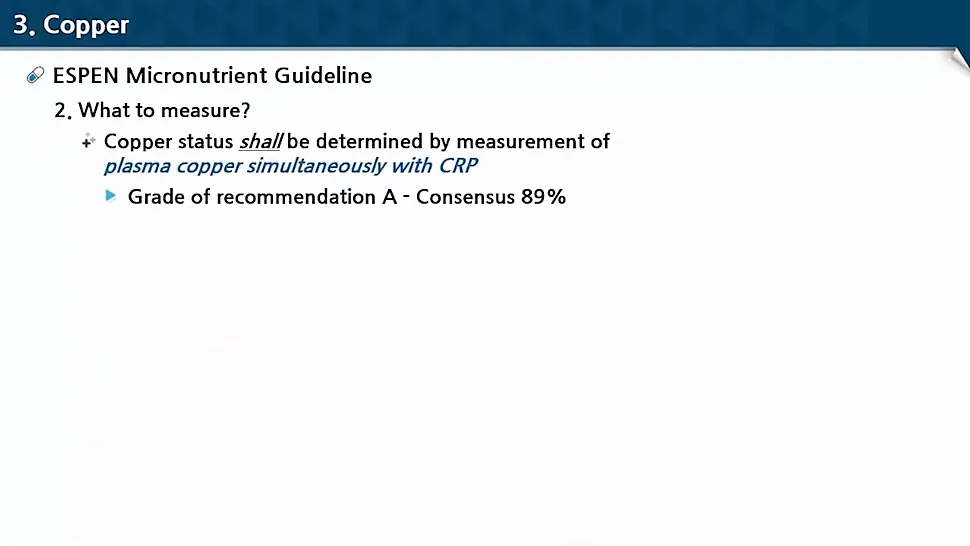 3. Copper
ESPEN Micronutrient Guideline
2. What to measure?
Copper status shall be determined by measurement of
plasma copper simultaneously with CRP
Grade of recommendation A - Consensus 89%